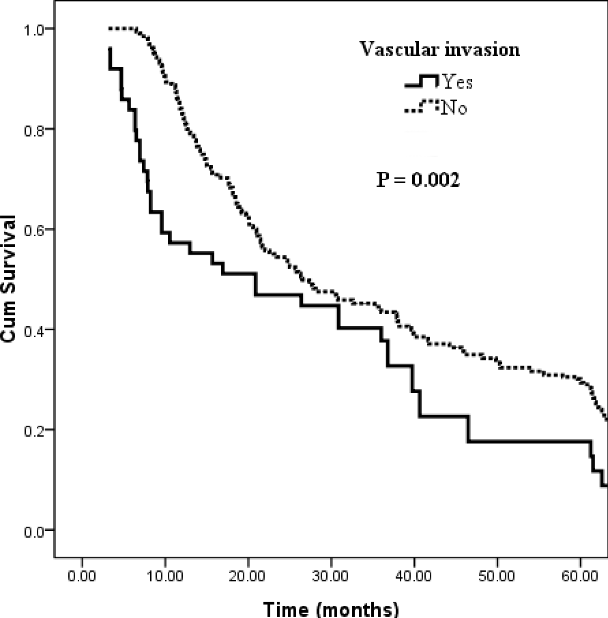 Vascular invasion
Yes
No
P = 0.002
Cum Survival
1.0
0.8
0.6
0.4
0.2
0.0
0.00 10.00 20.00 30.00 40.00 50.00 60.00
Time (months)